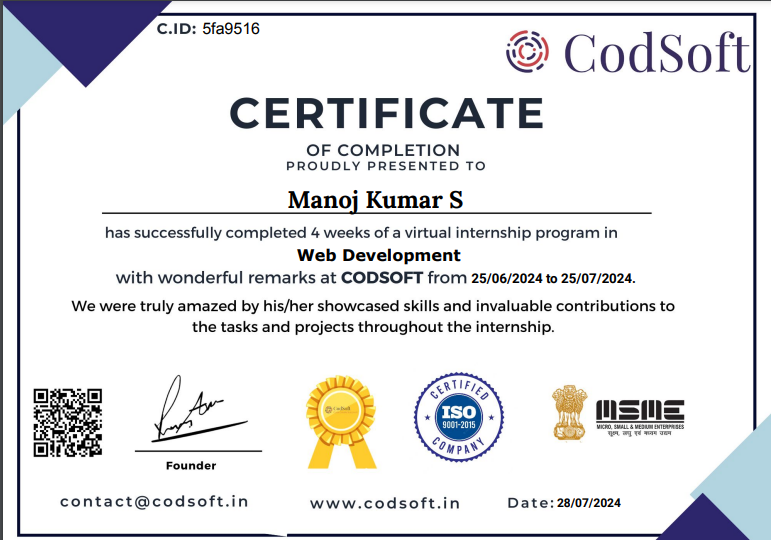 C.ID: 5fa9516
CodSoft
CERTIFICATE
OF COMPLETION
PROUDLY PRESENTED TO
Manoj Kumar S
has successfully completed 4 weeks of a virtual internship program in
Web Development
with wonderful remarks at CODSOFT from 25/06/2024 to 25/07/2024.
We were truly amazed by his/her showcased skills and invaluable contributions to
the tasks and projects throughout the internship.
Founder
CodSoft
CERTIFIED
ISO
9001-2015
COMPANY
MSME
MICRO, SMALL & MEDIUM ENTERPRISES
सूक्ष्म, लघु एवं मध्यम उद्यम
contact@codsoft.in
www.codsoft.in
Date: 28/07/2024